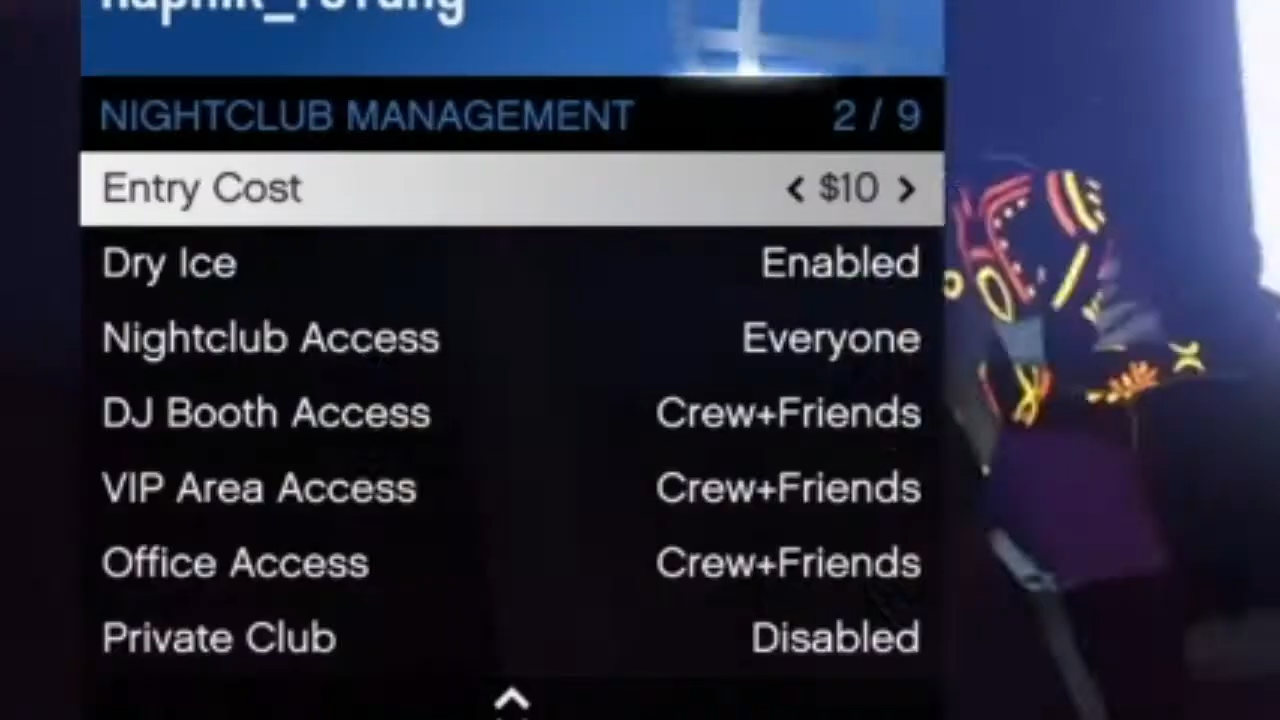 NIGHTCLUB MANAGEMENT 2 / 9
Entry Cost < $10 >
Dry Ice Enabled
Nightclub Access Everyone
DJ Booth Access Crew+Friends
VIP Area Access Crew+Friends
Office Access Crew+Friends
Private Club Disabled